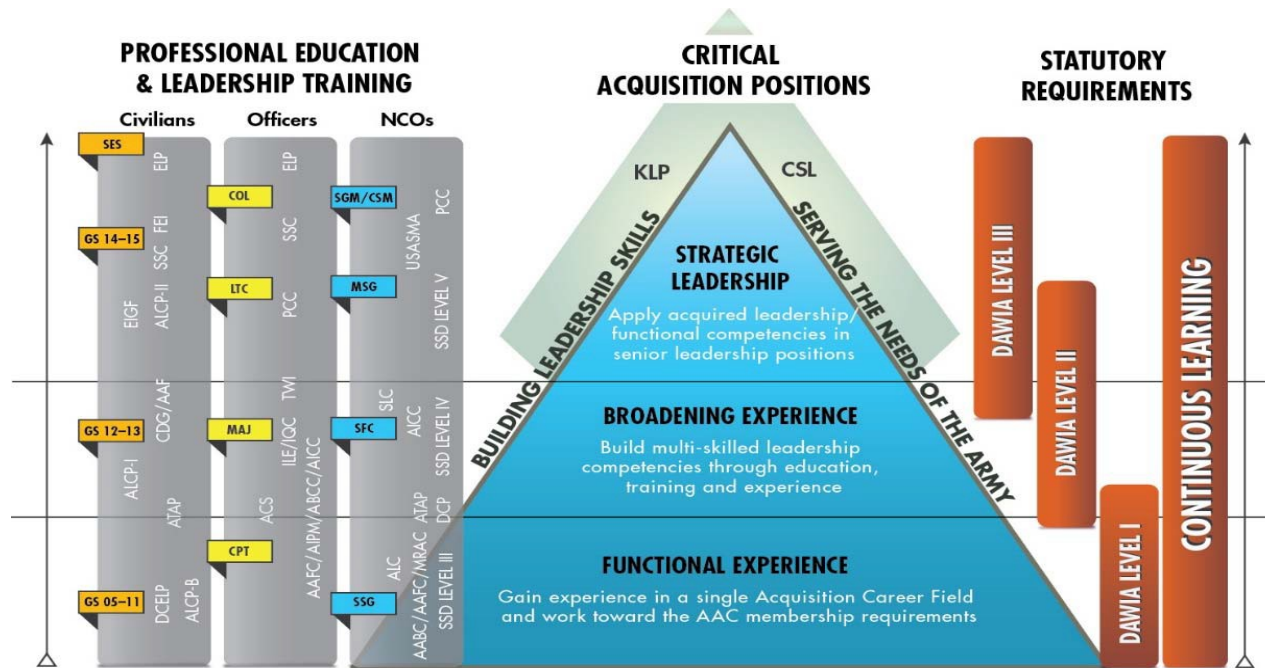 PROFESSIONAL EDUCATION
& LEADERSHIP TRAINING
Civilians
Officers
NCOs
SES
GS 14–15
GS 12–13
GS 05–11
ELP
FEI
SSC
ALCP-II
EIGF
CDG/AAF
ALCP-I
ATAP
DCELP
ALCP-B
COL
LTC
MAJ
CPT
ELP
SSC
PCC
TWI
ILE/IQC
ACS
AAFC/AIPM/ABCC/AICC
SGM/CSM
MSG
SFC
SSG
PCC
USASMA
SSD LEVEL V
SLC
AICC
SSD LEVEL IV
ATAP
DCP
ALC
AABC/AAFC/MRAC
SSD LEVEL III
CRITICAL
ACQUISITION POSITIONS
KLP
CSL
BUILDING LEADERSHIP SKILLS
SERVING THE NEEDS OF THE ARMY
STRATEGIC
LEADERSHIP
Apply acquired leadership/
functional competencies in
senior leadership positions
BROADENING EXPERIENCE
Build multi-skilled leadership
competencies through education,
training and experience
FUNCTIONAL EXPERIENCE
Gain experience in a single Acquisition Career Field
and work toward the AAC membership requirements
STATUTORY
REQUIREMENTS
DAWIA LEVEL III
DAWIA LEVEL II
DAWIA LEVEL I
CONTINUOUS LEARNING